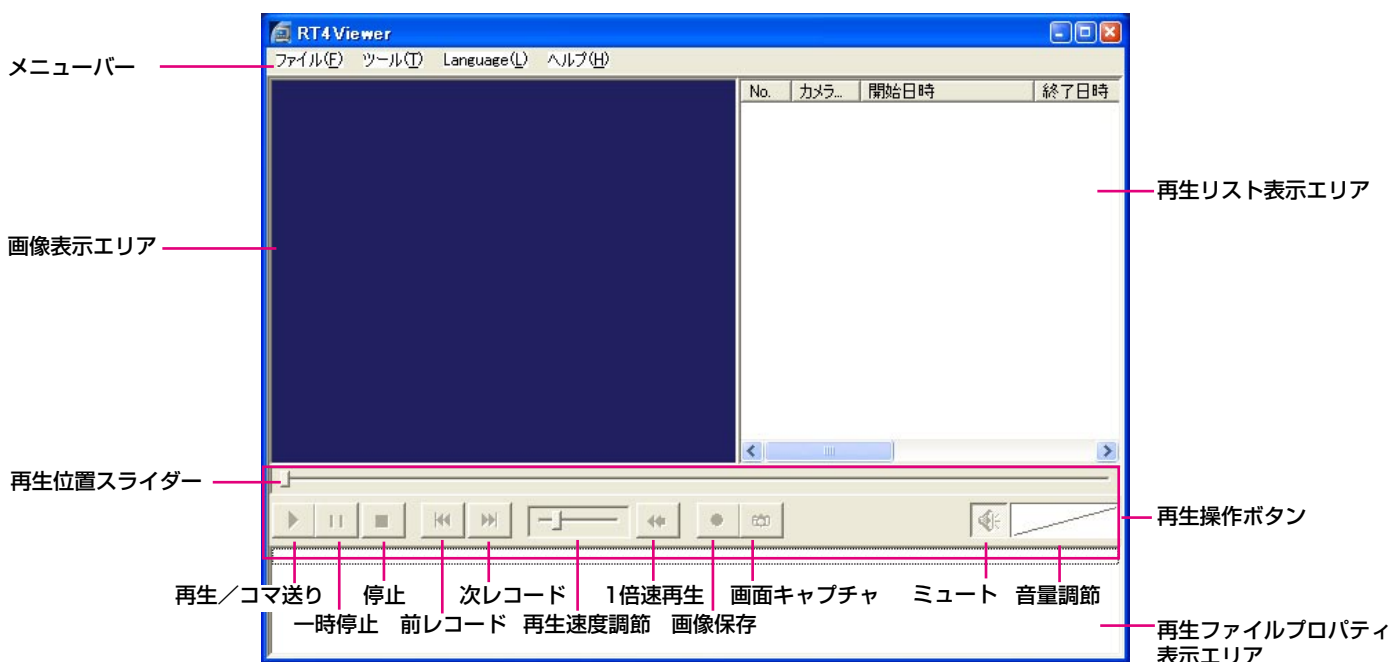 RT4Viewer
メニューバー
ファイル(F) ツール(T) Language(L) ヘルプ(H)
No. カメラ... 開始日時 終了日時
再生リスト表示エリア
画像表示エリア
再生位置スライダー
再生操作ボタン
再生／コマ送り 停止 次レコード 1倍速再生 画面キャプチャ ミュート 音量調節
一時停止 前レコード 再生速度調節 画像保存
再生ファイルプロパティ
表示エリア